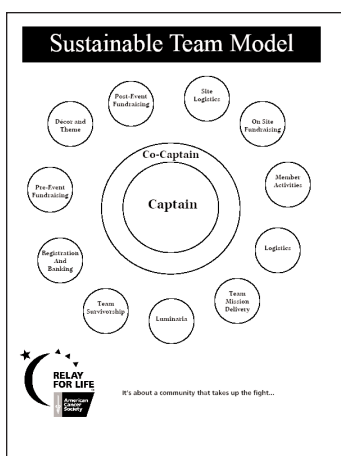 Sustainable Team Model
Post-Event
Fundraising
Site
Logistics
Décor and
Theme
On Site
Fundraising
Co-Captain
Captain
Pre-Event
Fundraising
Member
Activities
Registration
And
Banking
Logistics
Team
Survivorship
Luminaria
Team
Mission
Delivery
RELAY
FOR LIFE
American
Cancer
Society
It's about a community that takes up the fight...